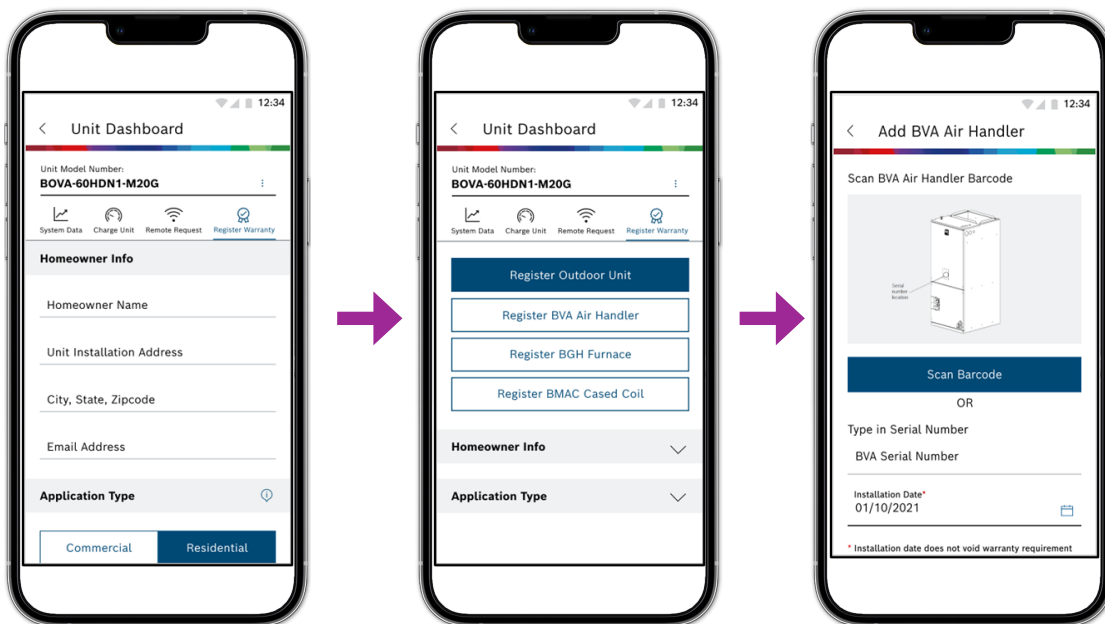 12:34
Unit Dashboard
Unit Model Number:
BOVA-60HDN1-M20G
System Data
Charge Unit
Remote Request
Register Warranty
Homeowner Info
Homeowner Name
Unit Installation Address
City, State, Zipcode
Email Address
Application Type
Commercial
Residential
12:34
Unit Dashboard
Unit Model Number:
BOVA-60HDN1-M20G
System Data
Charge Unit
Remote Request
Register Warranty
Register Outdoor Unit
Register BVA Air Handler
Register BGH Furnace
Register BMAC Cased Coil
Homeowner Info
Application Type
12:34
Add BVA Air Handler
Scan BVA Air Handler Barcode
Serial
number
location
Scan Barcode
OR
Type in Serial Number
BVA Serial Number
Installation Date*
01/10/2021
* Installation date does not void warranty requirement